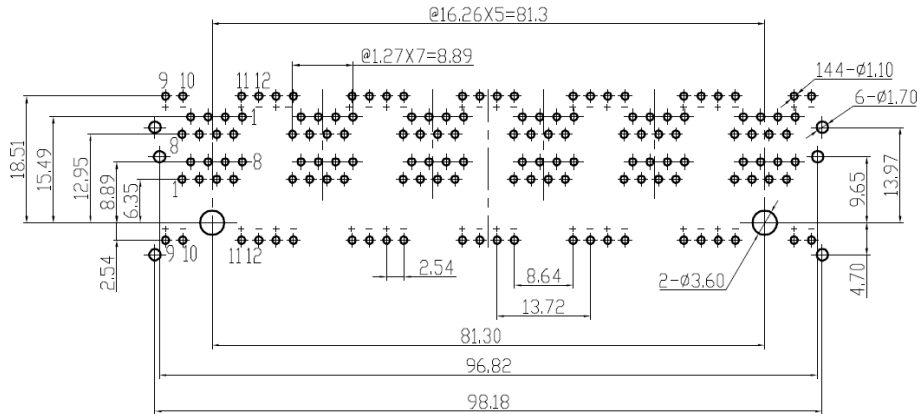 @16.26X5=81.3
@1.27X7=8.89
9 10 11 12
144-Ø1.10
6-Ø1.70
1
8
8
1
18.51
15.49
12.95
8.89
6.35
9.65
13.97
9 10 11 12
2.54
2.54
8.64
13.72
2-Ø3.60
4.70
81.30
96.82
98.18